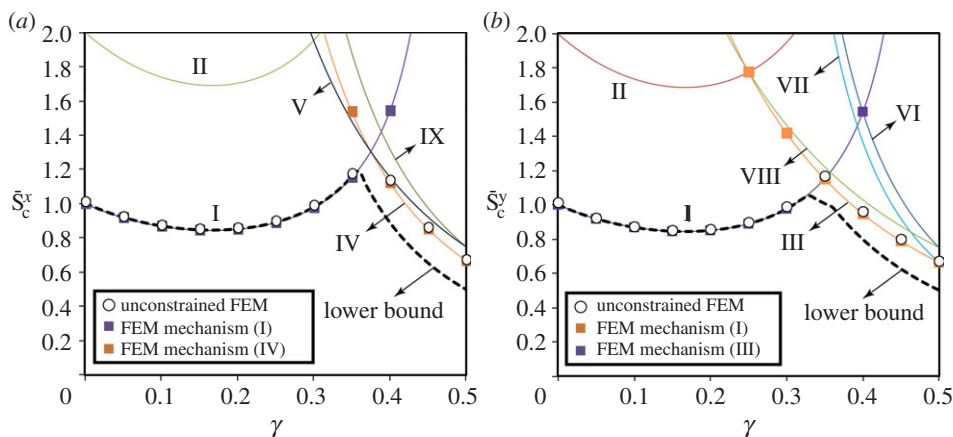 (a)
2.0
1.8
1.6
1.4
1.2
1.0
0.8
0.6
0.4
0.2
0
0.1
0.2
0.3
0.4
0.5
S̄cˣ
γ
II
V
IX
I
IV
lower bound
unconstrained FEM
FEM mechanism (I)
FEM mechanism (IV)
(b)
2.0
1.8
1.6
1.4
1.2
1.0
0.8
0.6
0.4
0.2
0
0.1
0.2
0.3
0.4
0.5
S̄cʸ
γ
II
VII
VI
VIII
I
III
lower bound
unconstrained FEM
FEM mechanism (I)
FEM mechanism (III)